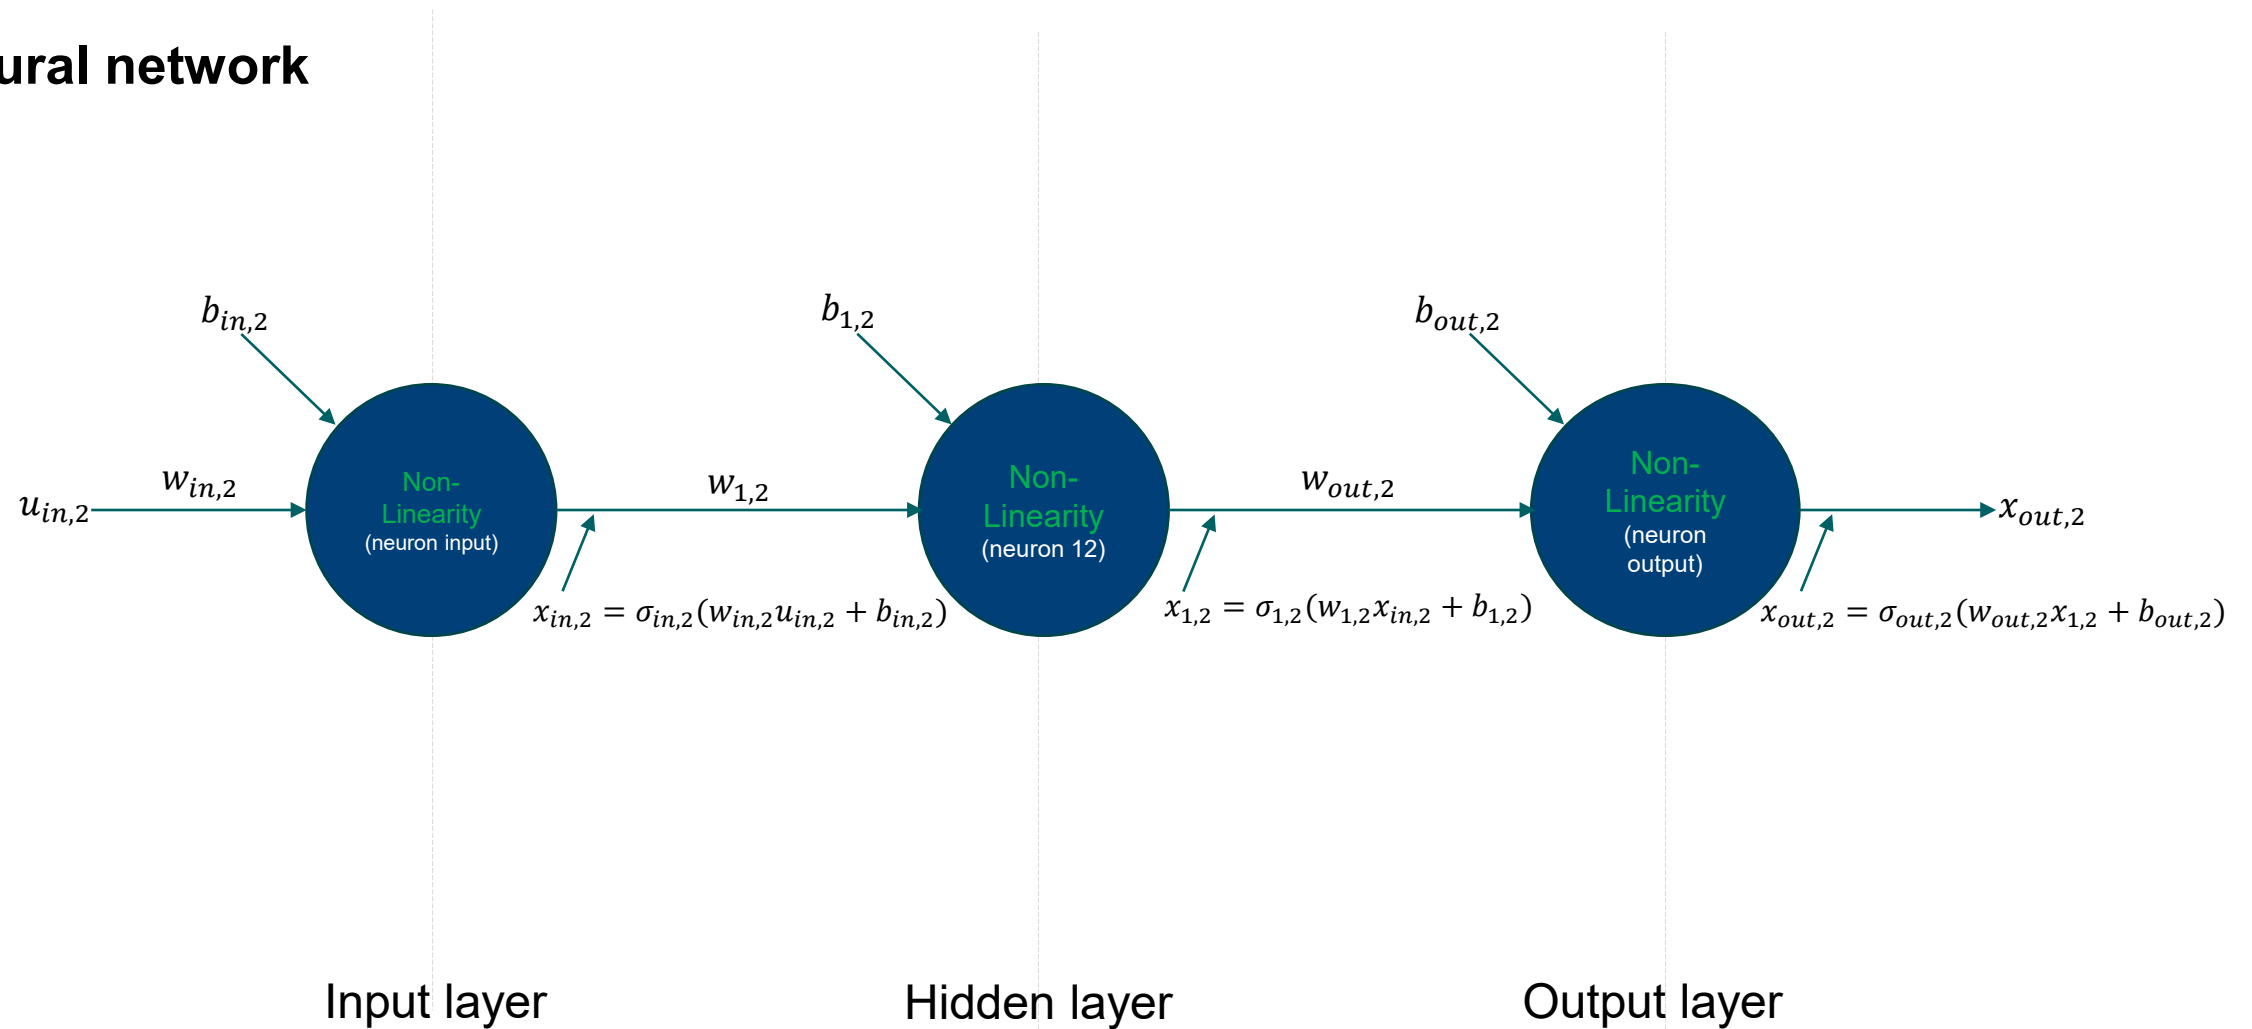 ural network
b_{in,2}
b_{1,2}
b_{out,2}
u_{in,2}
w_{in,2}
Non-
Linearity
(neuron input)
w_{1,2}
Non-
Linearity
(neuron 12)
w_{out,2}
Non-
Linearity
(neuron
output)
x_{out,2}
x_{in,2} = σ_{in,2}(w_{in,2}u_{in,2} + b_{in,2})
x_{1,2} = σ_{1,2}(w_{1,2}x_{in,2} + b_{1,2})
x_{out,2} = σ_{out,2}(w_{out,2}x_{1,2} + b_{out,2})
Input layer
Hidden layer
Output layer